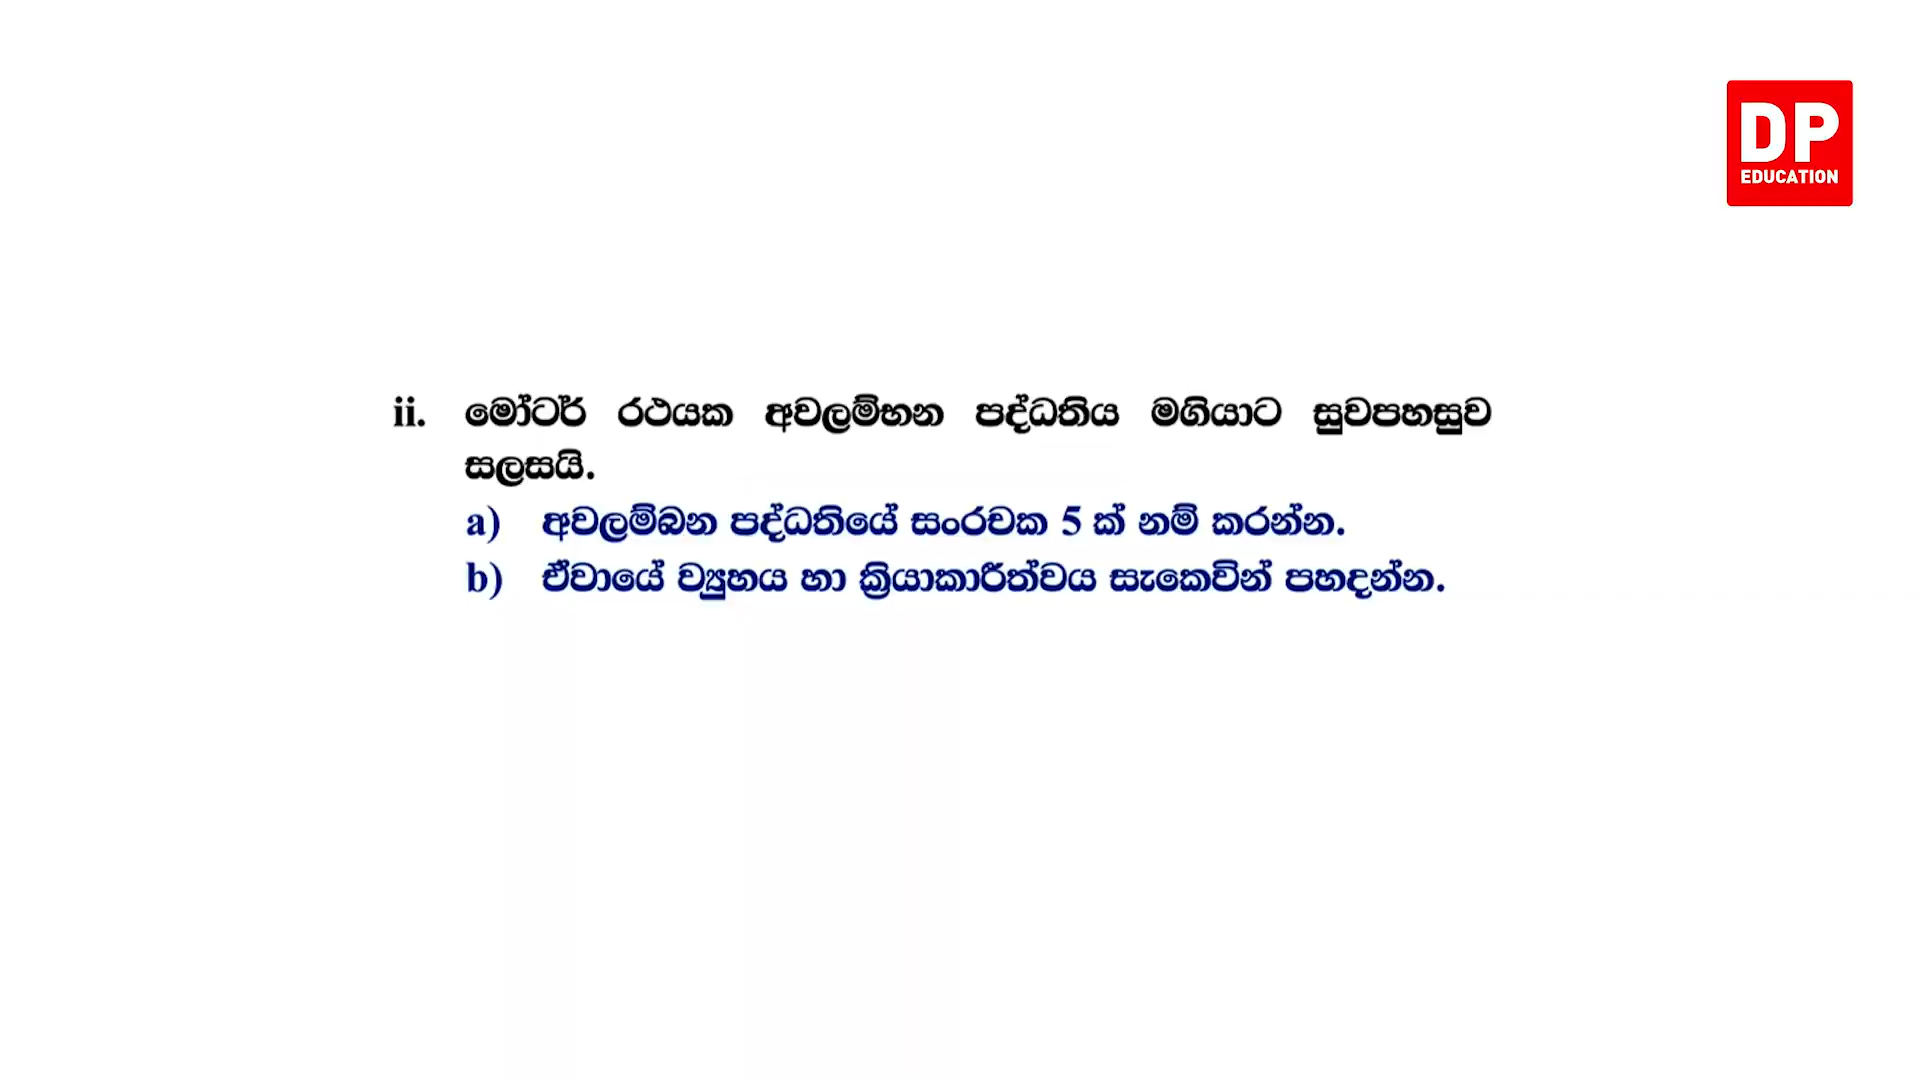 DP
EDUCATION
ii. මෝටර් රථයක අවලම්භන පද්ධතිය මගියාට සුවපහසුව
සලසයි.
a) අවලම්බන පද්ධතියේ සංරචක 5 ක් නම් කරන්න.
b) ඒවායේ ව්‍යුහය හා ක්‍රියාකාරීත්වය සැකෙවින් පහදන්න.